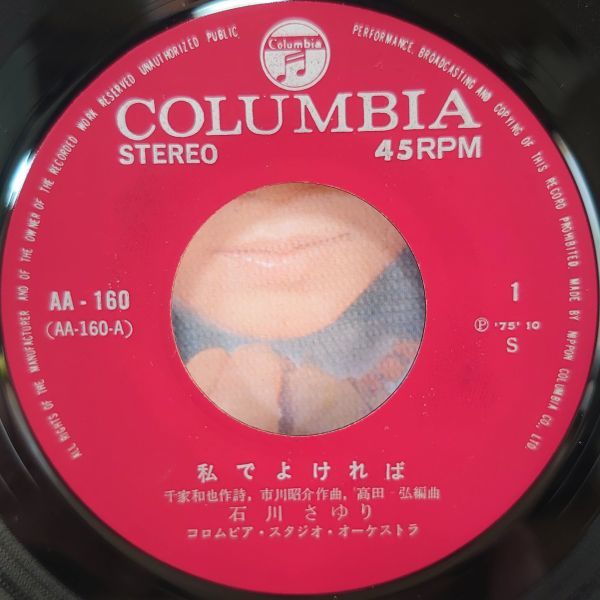 ALL RIGHTS OF THE MANUFACTURER AND OF THE OWNER OF THE RECORDED WORK RESERVED UNAUTHORIZED PUBLIC PERFORMANCE, BROADCASTING AND COPYING OF THIS RECORD PROHIBITED. MADE BY NIPPON COLUMBIA CO., LTD.
Columbia
COLUMBIA
STEREO 45RPM
AA-160 1
(AA-160-A) Ⓟ '75' 10
S
私でよければ
千家和也作詩, 市川昭介作曲, 高田 弘編曲
石川さゆり
コロムビア・スタジオ・オーケストラ